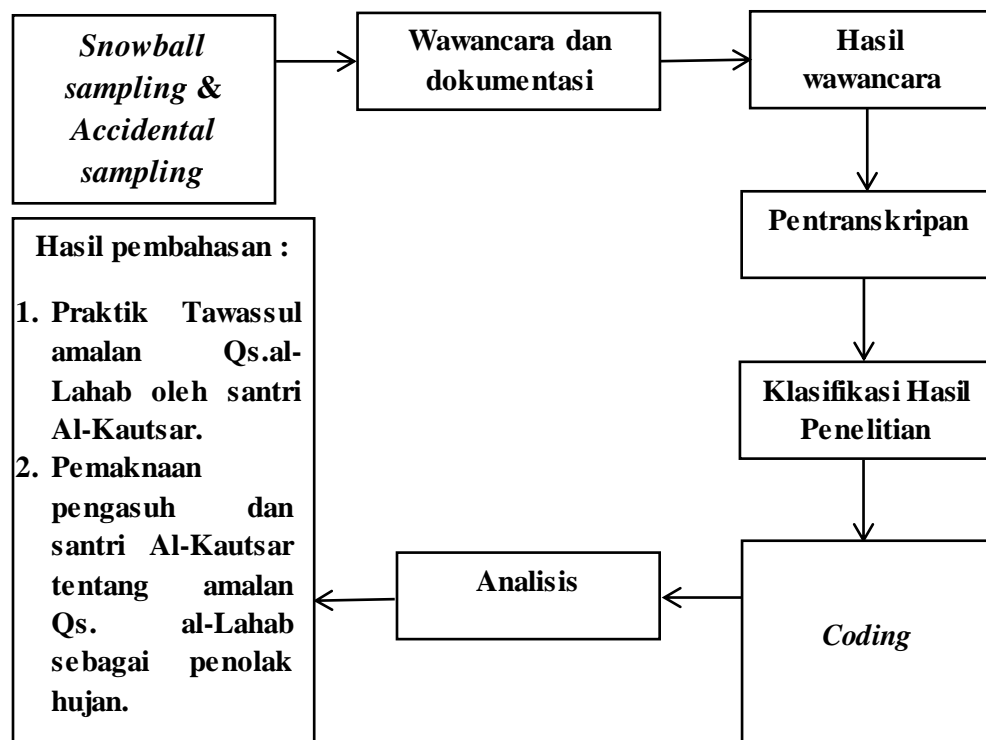 Snowball
sampling &
Accidental
sampling
Wawancara dan
dokumentasi
Hasil
wawancara
Pentranskripan
Klasifikasi Hasil
Penelitian
Coding
Analisis
Hasil pembahasan :
1. Praktik Tawassul
amalan Qs.al-
Lahab oleh santri
Al-Kautsar.
2. Pemaknaan
pengasuh dan
santri Al-Kautsar
tentang amalan
Qs. al-Lahab
sebagai penolak
hujan.